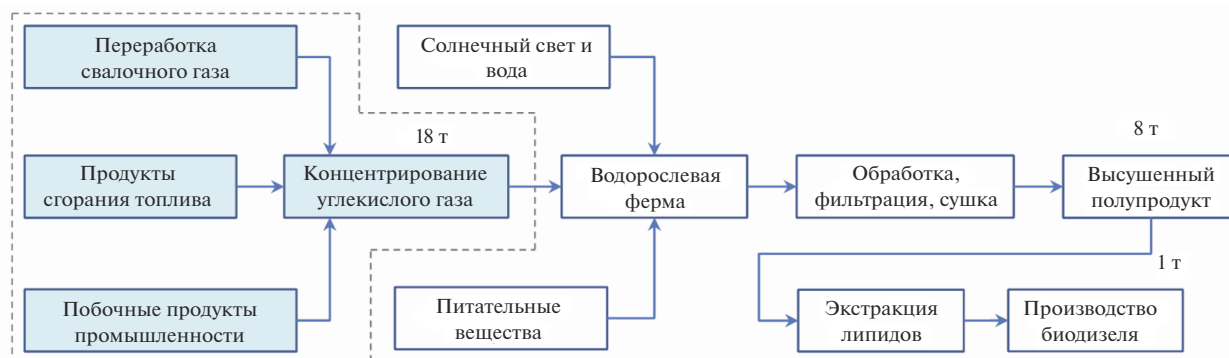 Переработка
свалочного газа
Солнечный свет и
вода
18 т
8 т
Продукты
сгорания топлива
Концентрирование
углекислого газа
Водорослевая
ферма
Обработка,
фильтрация, сушка
Высушенный
полупродукт
1 т
Побочные продукты
промышленности
Питательные
вещества
Экстракция
липидов
Производство
биодизеля